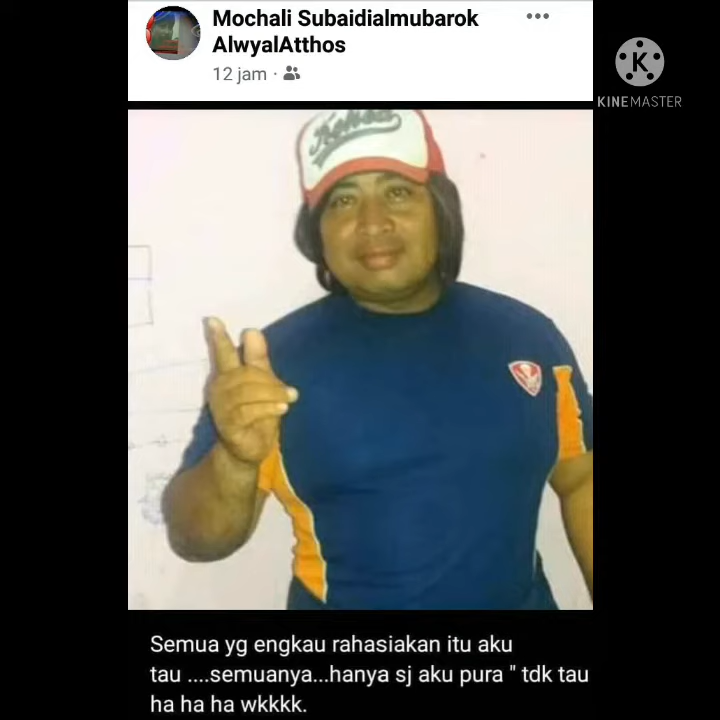 Mochali Subaidialmubarok
AlwyalAtthos
12 jam ·
K
KINEMASTER
Semua yg engkau rahasiakan itu aku
tau ....semuanya...hanya sj aku pura " tdk tau
ha ha ha wkkkk.